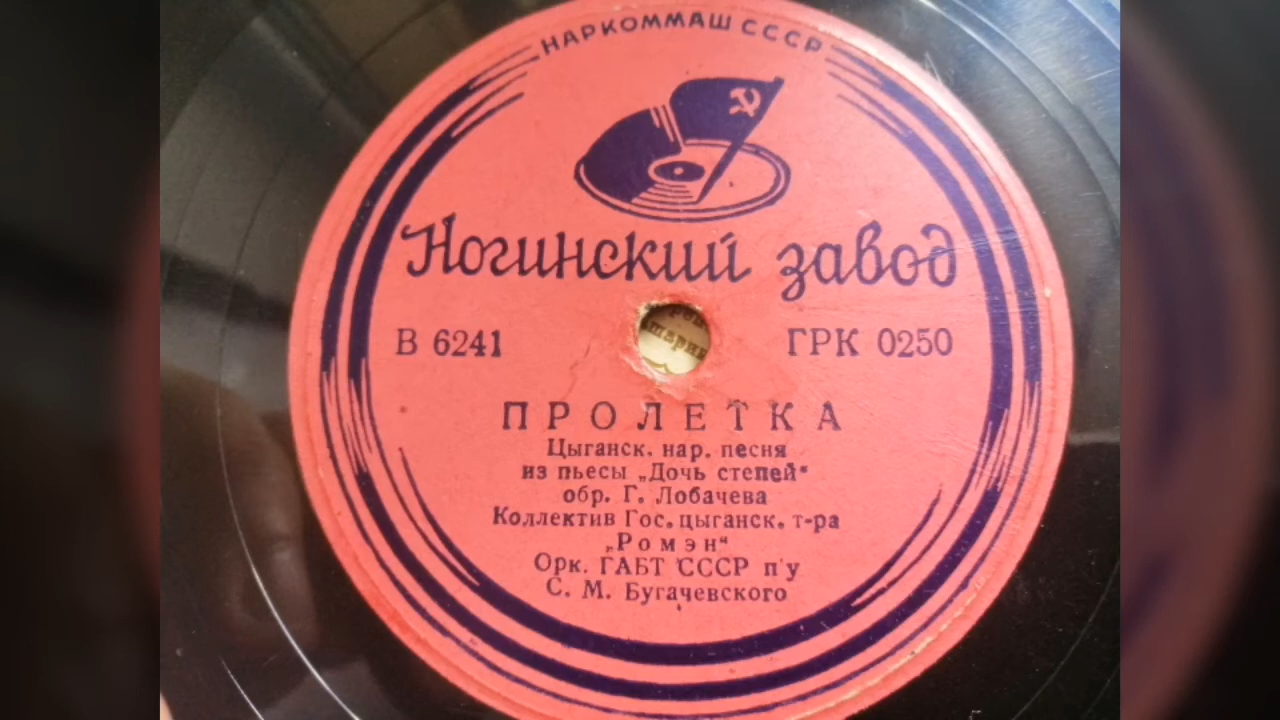 НАРКОММАШ СССР
Ногинский завод
В 6241 ГРК 0250
ПРОЛЕТКА
Цыганск. нар. песня
из пьесы „Дочь степей“
обр. Г. Лобачева
Коллектив Гос. цыганск. т-ра
„Ромэн“
Орк. ГАБТ СССР п/у
С. М. Бугачевского